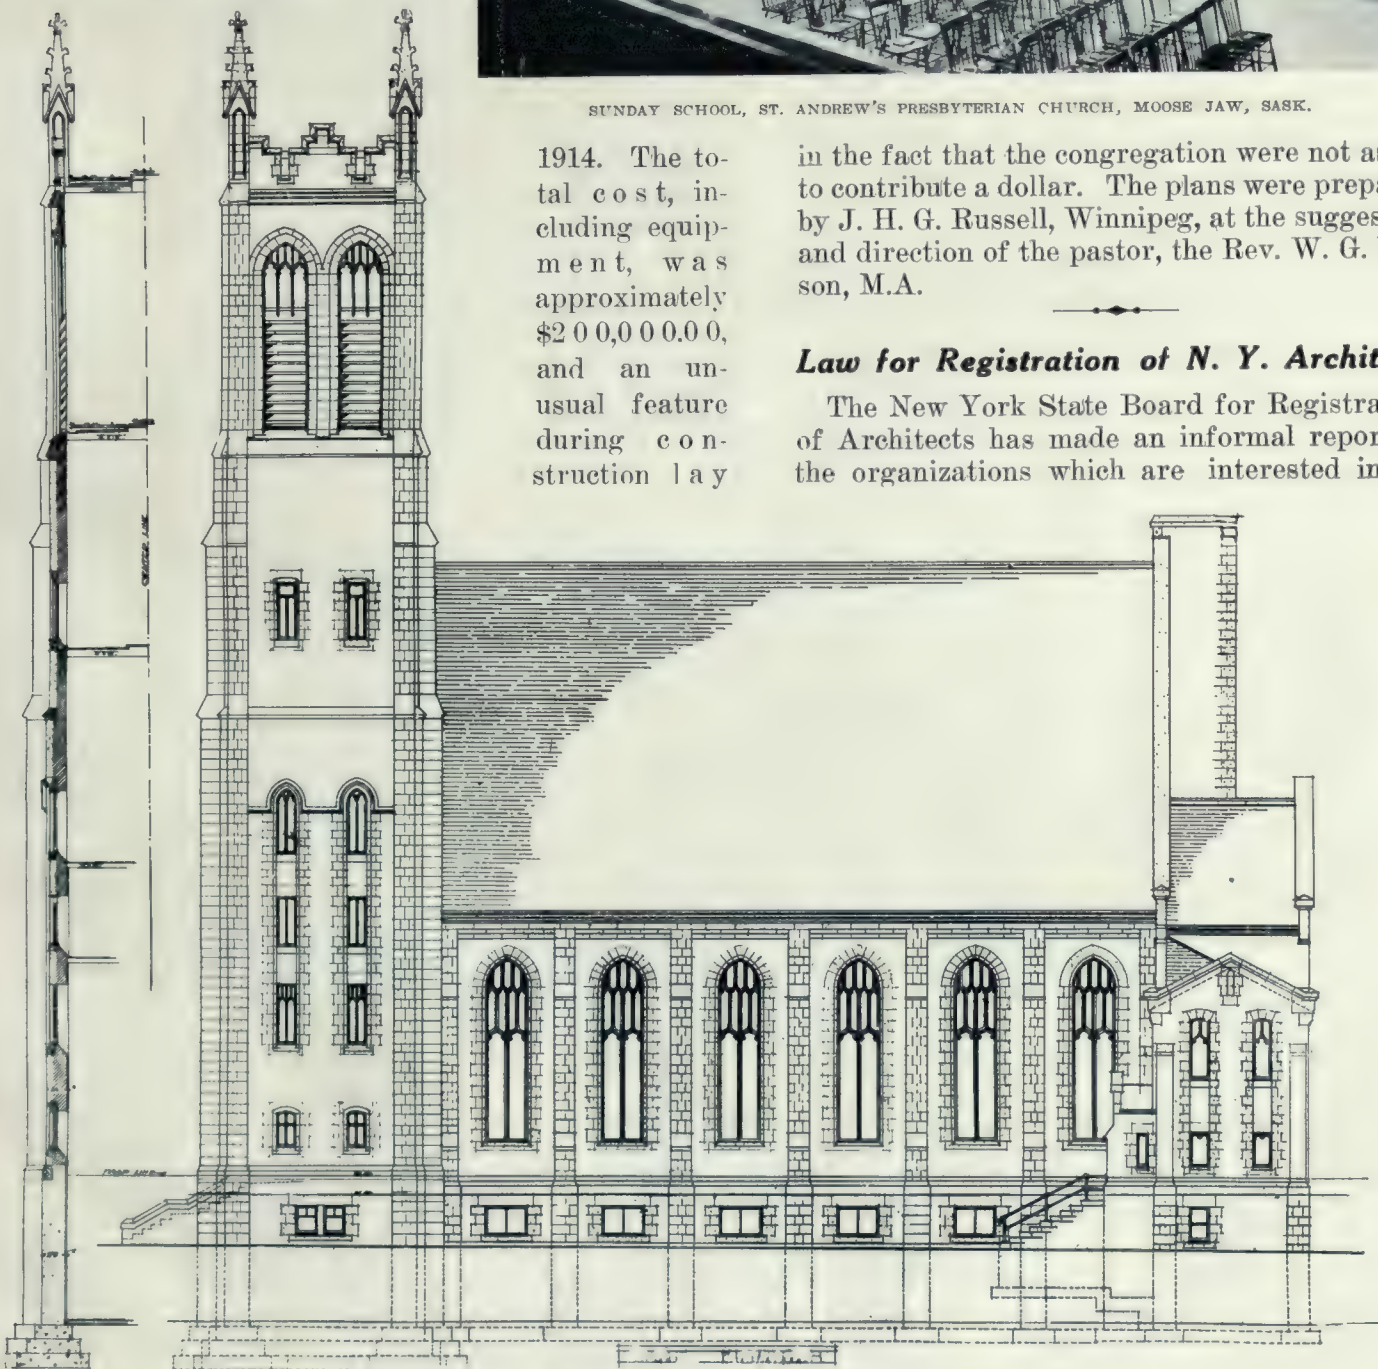 SUNDAY SCHOOL, ST. ANDREW'S PRESBYTERIAN CHURCH, MOOSE JAW, SASK.
1914. The to-
tal cost, in-
cluding equip-
ment, was
approximately
$200,000.00,
and an un-
usual feature
during con-
struction lay
in the fact that the congregation were not a
to contribute a dollar. The plans were prepa
by J. H. G. Russell, Winnipeg, at the sugges
and direction of the pastor, the Rev. W. G.
son, M.A.
Law for Registration of N. Y. Archit
The New York State Board for Registra
of Architects has made an informal repor
the organizations which are interested in
CENTER LINE